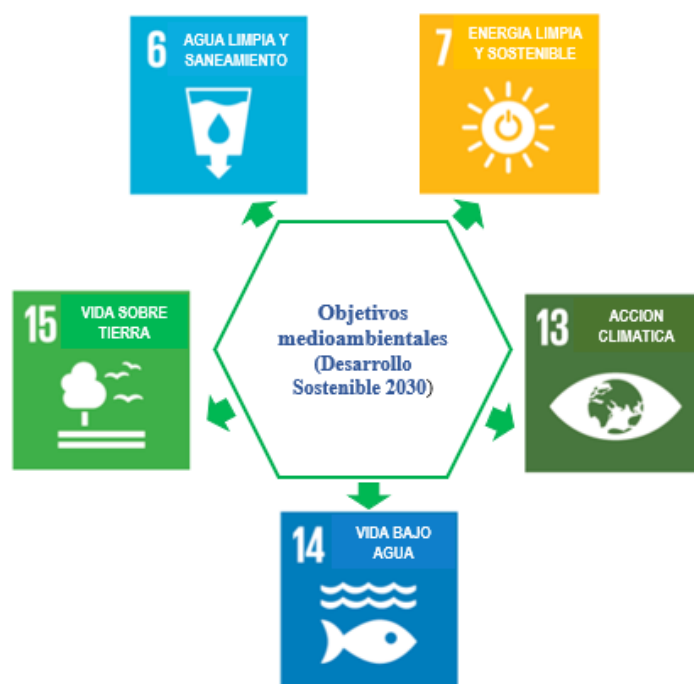 6 AGUA LIMPIA Y
SANEAMIENTO
7 ENERGIA LIMPIA
Y SOSTENIBLE
15 VIDA SOBRE
TIERRA
Objetivos
medioambientales
(Desarrollo
Sostenible 2030)
13 ACCION
CLIMATICA
14 VIDA BAJO
AGUA